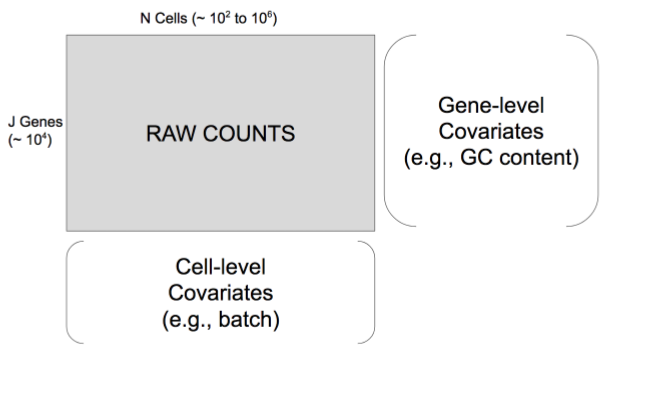 N Cells (~ 10² to 10⁶)
J Genes
(~ 10⁴)
RAW COUNTS
Gene-level
Covariates
(e.g., GC content)
Cell-level
Covariates
(e.g., batch)